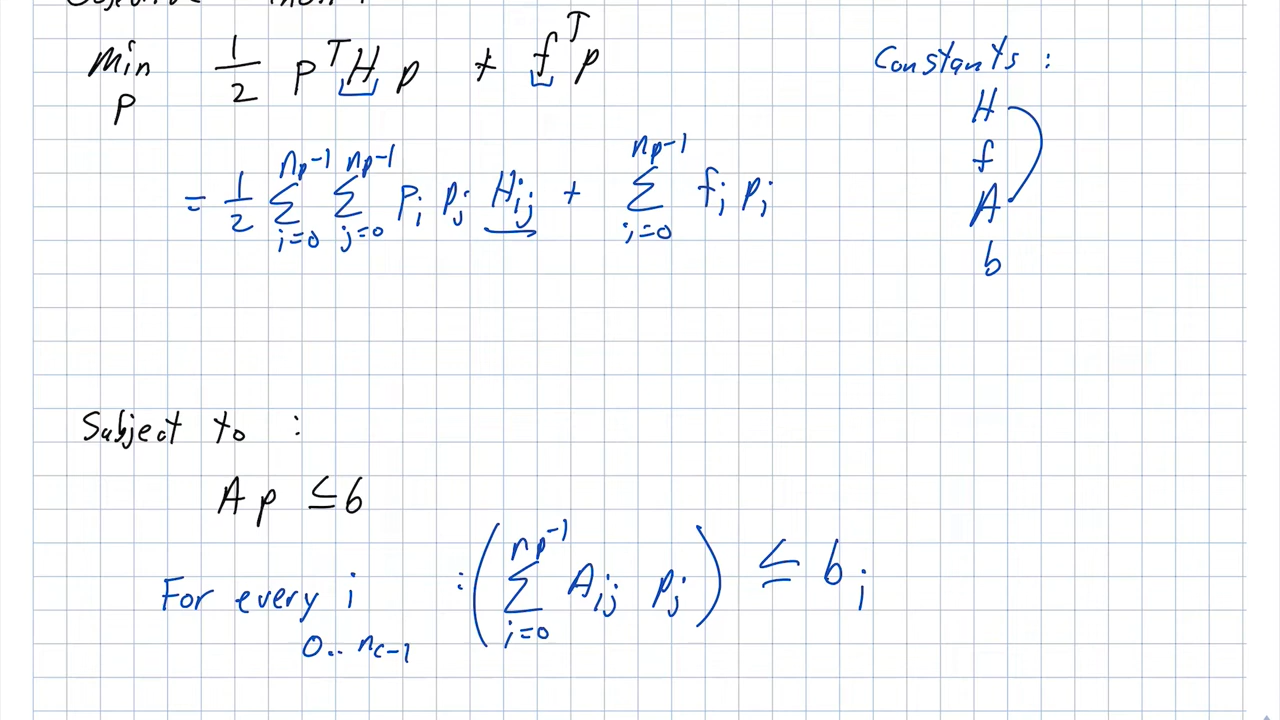 min 1/2 p^T H p + f^T p
p
= 1/2 Σ_{i=0}^{np-1} Σ_{j=0}^{np-1} p_i p_j H_ij + Σ_{i=0}^{np-1} f_i p_i
Constants :
H
f
A
b
Subject to :
A p ≤ b
For every i : ( Σ_{i=0}^{np-1} A_ij p_j ) ≤ b_i
0.. nc-1